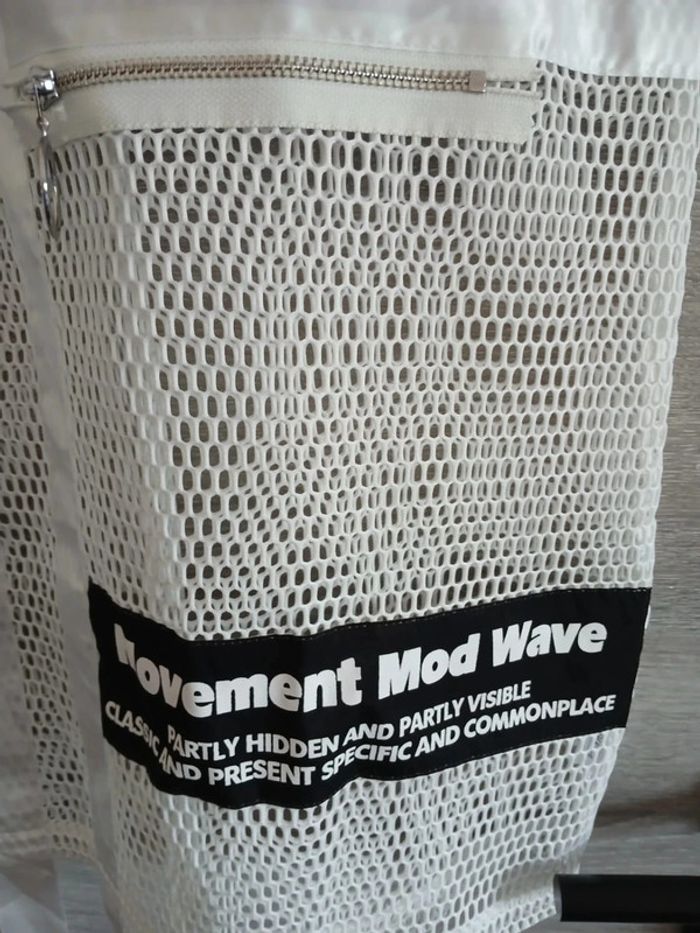 Movement Mod Wave
PARTLY HIDDEN AND PARTLY VISIBLE
CLASSIC AND PRESENT SPECIFIC AND COMMONPLACE